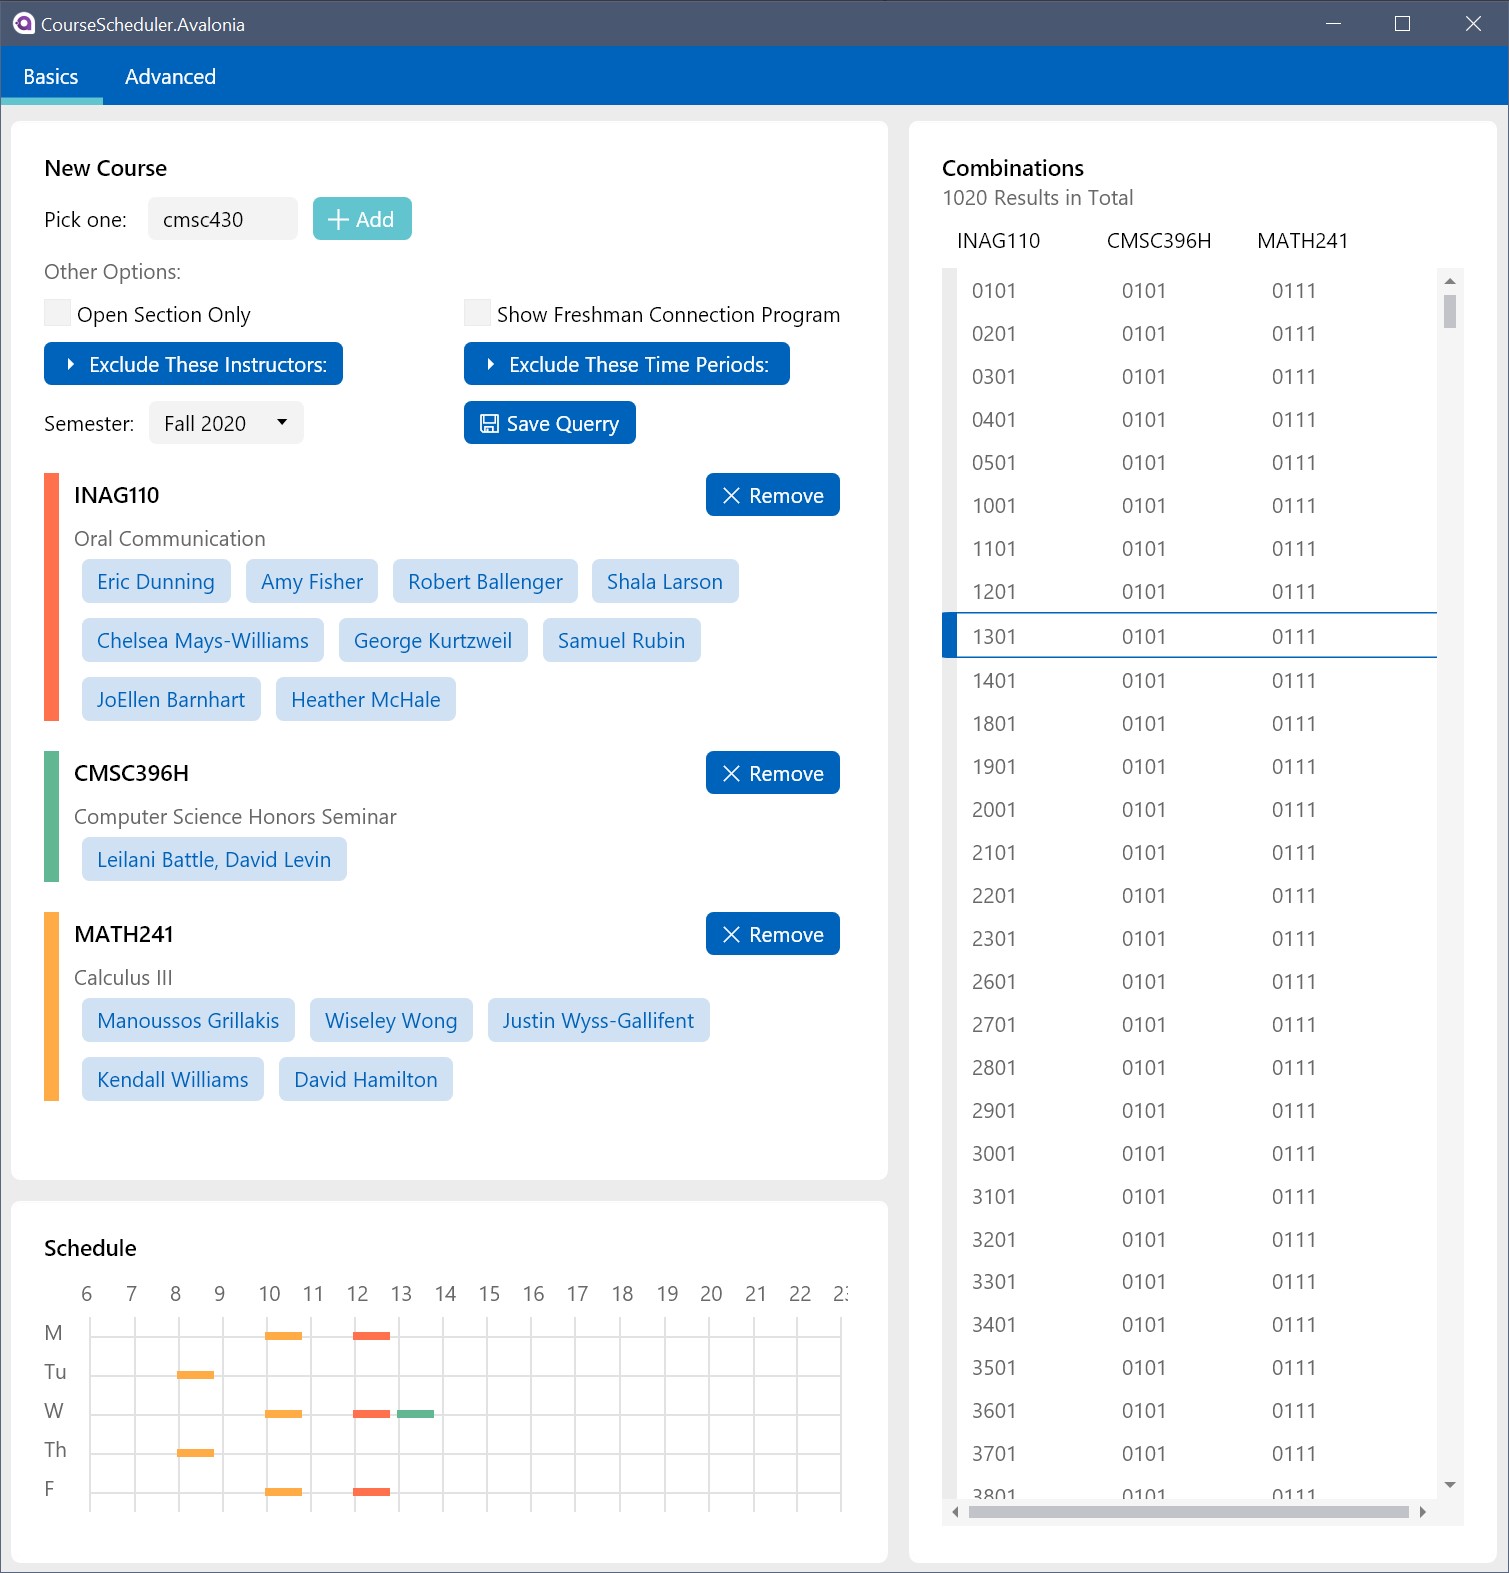 CourseScheduler.Avalonia
Basics Advanced
New Course
Pick one: cmsc430 Add
Other Options:
Open Section Only Show Freshman Connection Program
Exclude These Instructors: Exclude These Time Periods:
Semester: Fall 2020 Save Querry
INAG110 Remove
Oral Communication
Eric Dunning Amy Fisher Robert Ballenger Shala Larson
Chelsea Mays-Williams George Kurtzweil Samuel Rubin
JoEllen Barnhart Heather McHale
CMSC396H Remove
Computer Science Honors Seminar
Leilani Battle, David Levin
MATH241 Remove
Calculus III
Manoussos Grillakis Wiseley Wong Justin Wyss-Gallifent
Kendall Williams David Hamilton
Schedule
6 7 8 9 10 11 12 13 14 15 16 17 18 19 20 21 22
M
Tu
W
Th
F
Combinations
1020 Results in Total
INAG110 CMSC396H MATH241
0101 0101 0111
0201 0101 0111
0301 0101 0111
0401 0101 0111
0501 0101 0111
1001 0101 0111
1101 0101 0111
1201 0101 0111
1301 0101 0111
1401 0101 0111
1801 0101 0111
1901 0101 0111
2001 0101 0111
2101 0101 0111
2201 0101 0111
2301 0101 0111
2601 0101 0111
2701 0101 0111
2801 0101 0111
2901 0101 0111
3001 0101 0111
3101 0101 0111
3201 0101 0111
3301 0101 0111
3401 0101 0111
3501 0101 0111
3601 0101 0111
3701 0101 0111
3801 0101 0111